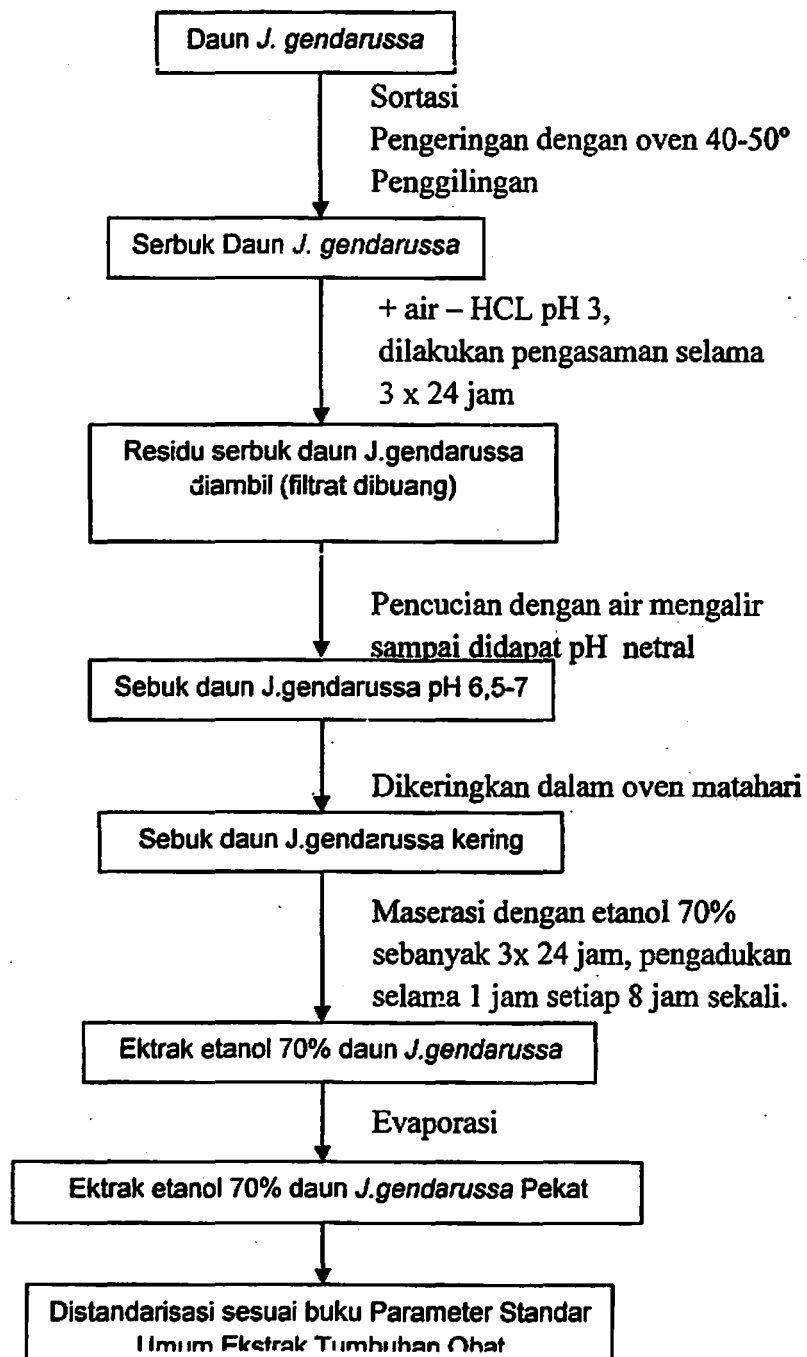 Daun J. gendarussa
Sortasi
Pengeringan dengan oven 40-50º
Penggilingan
Serbuk Daun J. gendarussa
+ air – HCL pH 3,
dilakukan pengasaman selama
3 x 24 jam
Residu serbuk daun J.gendarussa
diambil (filtrat dibuang)
Pencucian dengan air mengalir
sampai didapat pH netral
Sebuk daun J.gendarussa pH 6,5-7
Dikeringkan dalam oven matahari
Sebuk daun J.gendarussa kering
Maserasi dengan etanol 70%
sebanyak 3x 24 jam, pengadukan
selama 1 jam setiap 8 jam sekali.
Ektrak etanol 70% daun J.gendarussa
Evaporasi
Ektrak etanol 70% daun J.gendarussa Pekat
Distandarisasi sesuai buku Parameter Standar
Umum Ekstrak Tumbuhan Obat